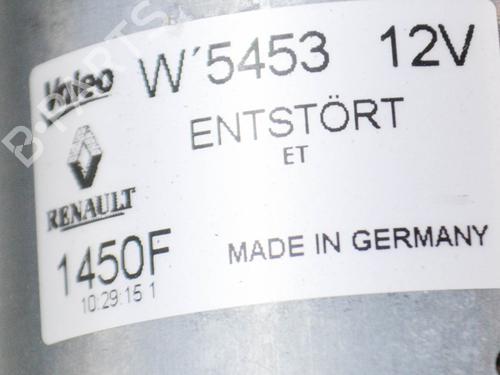 Valeo W´5453 12V
ENTSTÖRT
ET
RENAULT
1450F MADE IN GERMANY
10:29:15 1
B-PARTS